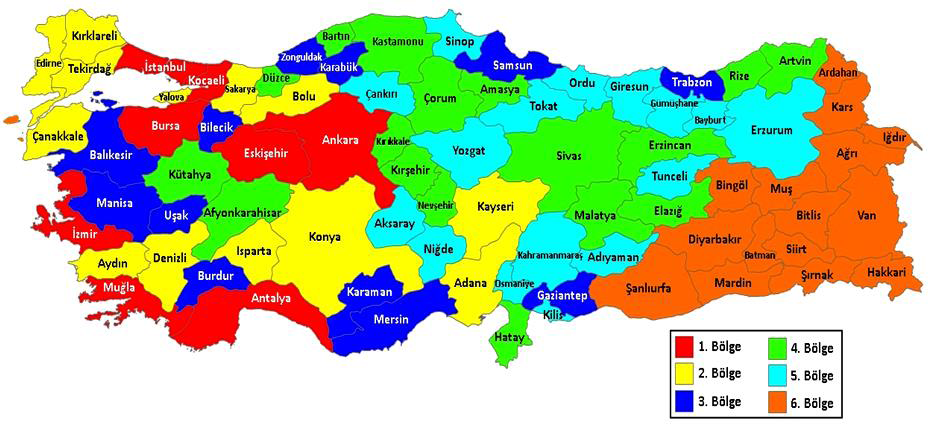 Kırklareli
Edirne
Tekirdağ
İstanbul
Kocaeli
Yalova
Sakarya
Düzce
Bolu
Zonguldak
Bartın
Karabük
Kastamonu
Sinop
Samsun
Çankırı
Çorum
Amasya
Tokat
Ordu
Giresun
Trabzon
Rize
Artvin
Ardahan
Gümüşhane
Bayburt
Kars
Iğdır
Ağrı
Erzurum
Erzincan
Çanakkale
Balıkesir
Bursa
Bilecik
Eskişehir
Ankara
Kırıkkale
Yozgat
Sivas
Kırşehir
Nevşehir
Kütahya
Afyonkarahisar
Manisa
Uşak
İzmir
Aydın
Denizli
Isparta
Burdur
Muğla
Antalya
Konya
Aksaray
Niğde
Kayseri
Karaman
Mersin
Adana
Osmaniye
Hatay
Kahramanmaraş
Gaziantep
Kilis
Adıyaman
Malatya
Elazığ
Tunceli
Bingöl
Muş
Bitlis
Van
Diyarbakır
Batman
Siirt
Şırnak
Hakkari
Mardin
Şanlıurfa
1. Bölge
2. Bölge
3. Bölge
4. Bölge
5. Bölge
6. Bölge